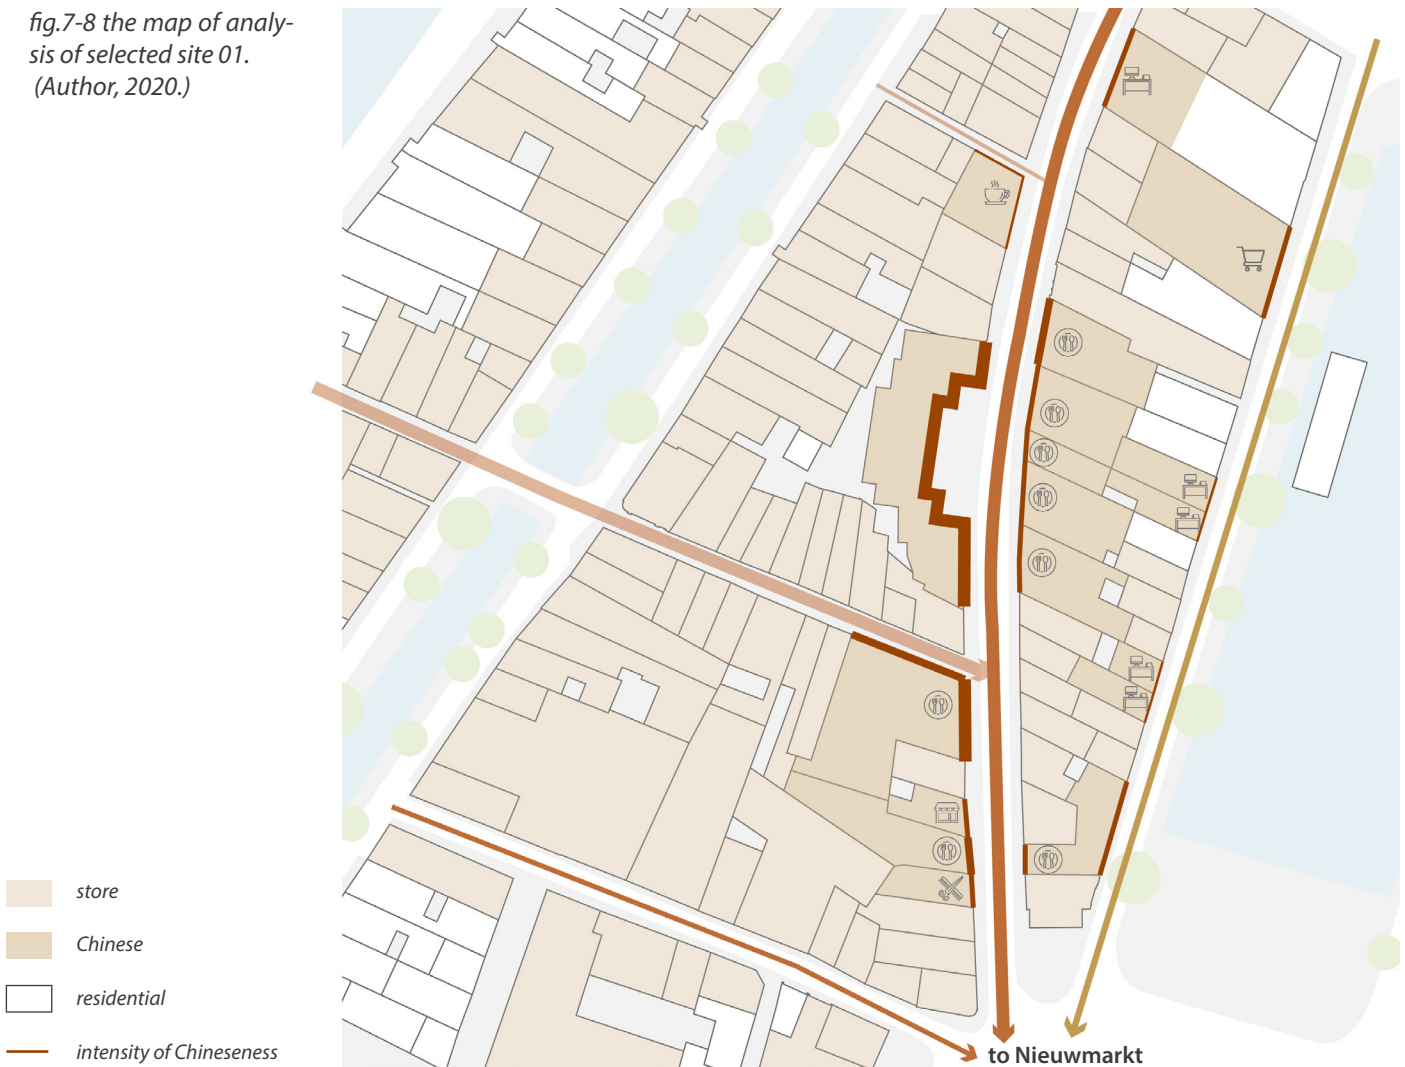 fig.7-8 the map of analy-
sis of selected site 01.
(Author, 2020.)
store
Chinese
residential
intensity of Chineseness
to Nieuwmarkt